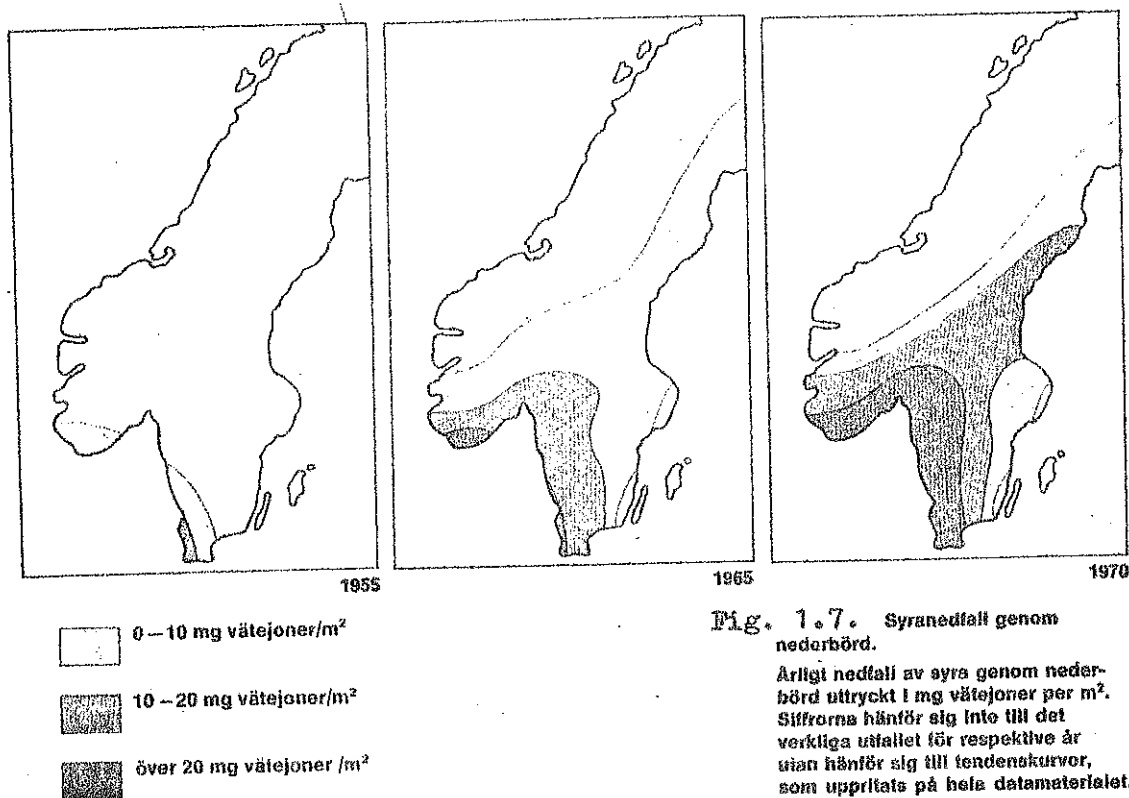 1955
1965
1970
0–10 mg vätejoner/m²
10–20 mg vätejoner/m²
över 20 mg vätejoner /m²
Fig. 1.7. Syranedfall genom
nederbörd.
Årligt nedfall av syra genom neder-
börd uttryckt i mg vätejoner per m².
Siffrorna hänför sig inte till det
verkliga utfallet för respektive år
utan hänför sig till tendenskurvor,
som uppritats på hela datamaterialet.